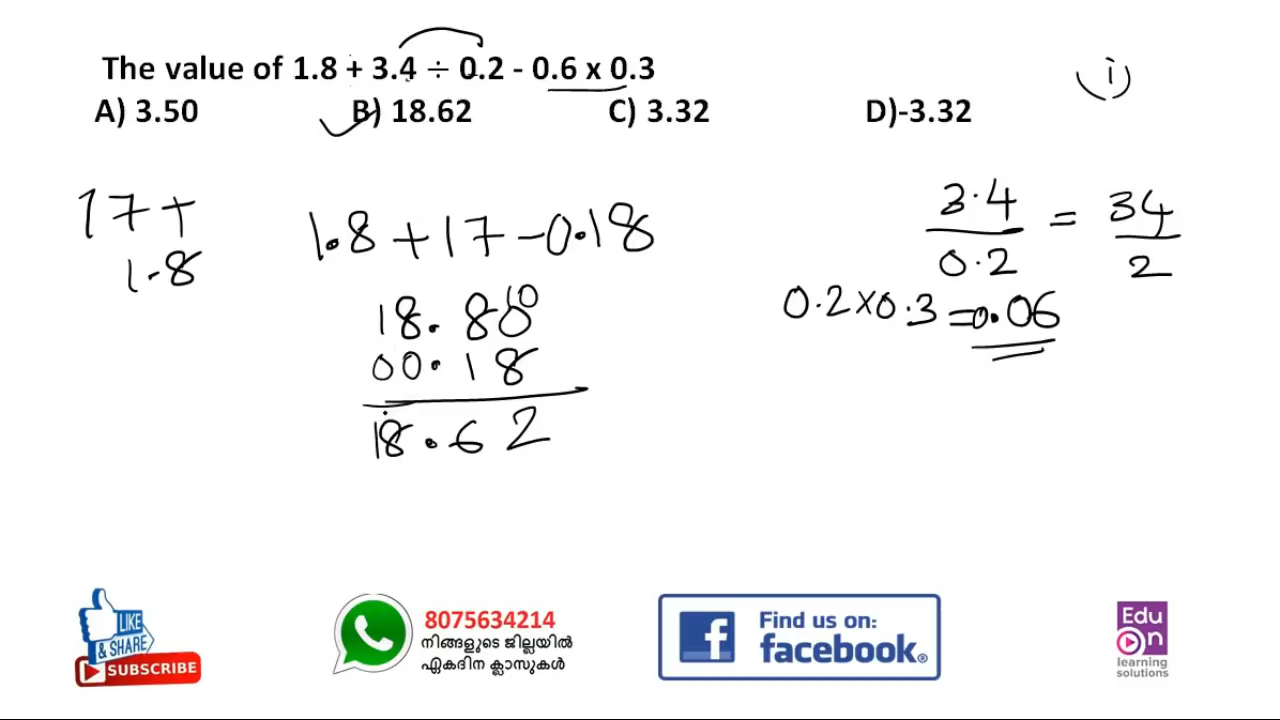 The value of 1.8 + 3.4 ÷ 0.2 - 0.6 x 0.3
(i)
A) 3.50 B) 18.62 C) 3.32 D)-3.32
17+
1.8
1.8+17-0.18
3.4
0.2
=
34
2
0.2x0.3=0.06
10
18.80
00.18
18.62
LIKE
& SHARE
SUBSCRIBE
8075634214
നിങ്ങളുടെ ജില്ലയിൽ
ഏകദിന ക്ലാസുകൾ
f
Find us on:
facebook®
Edu
On
learning
solutions